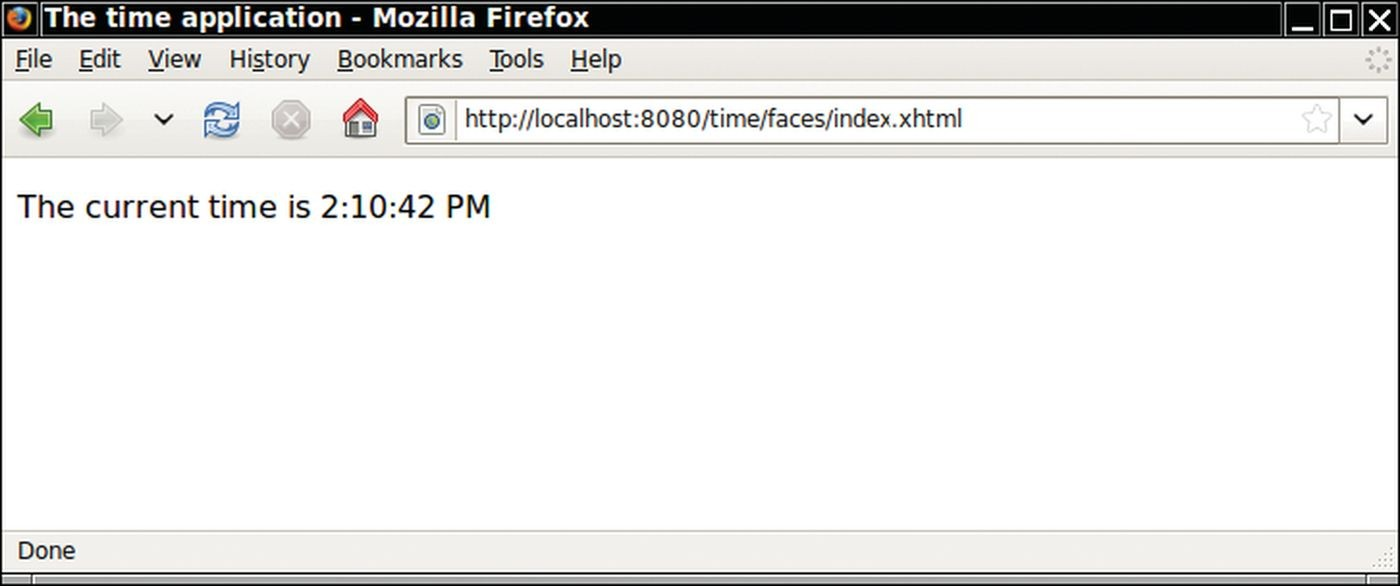 The time application - Mozilla Firefox
File Edit View History Bookmarks Tools Help
http://localhost:8080/time/faces/index.xhtml
The current time is 2:10:42 PM
Done